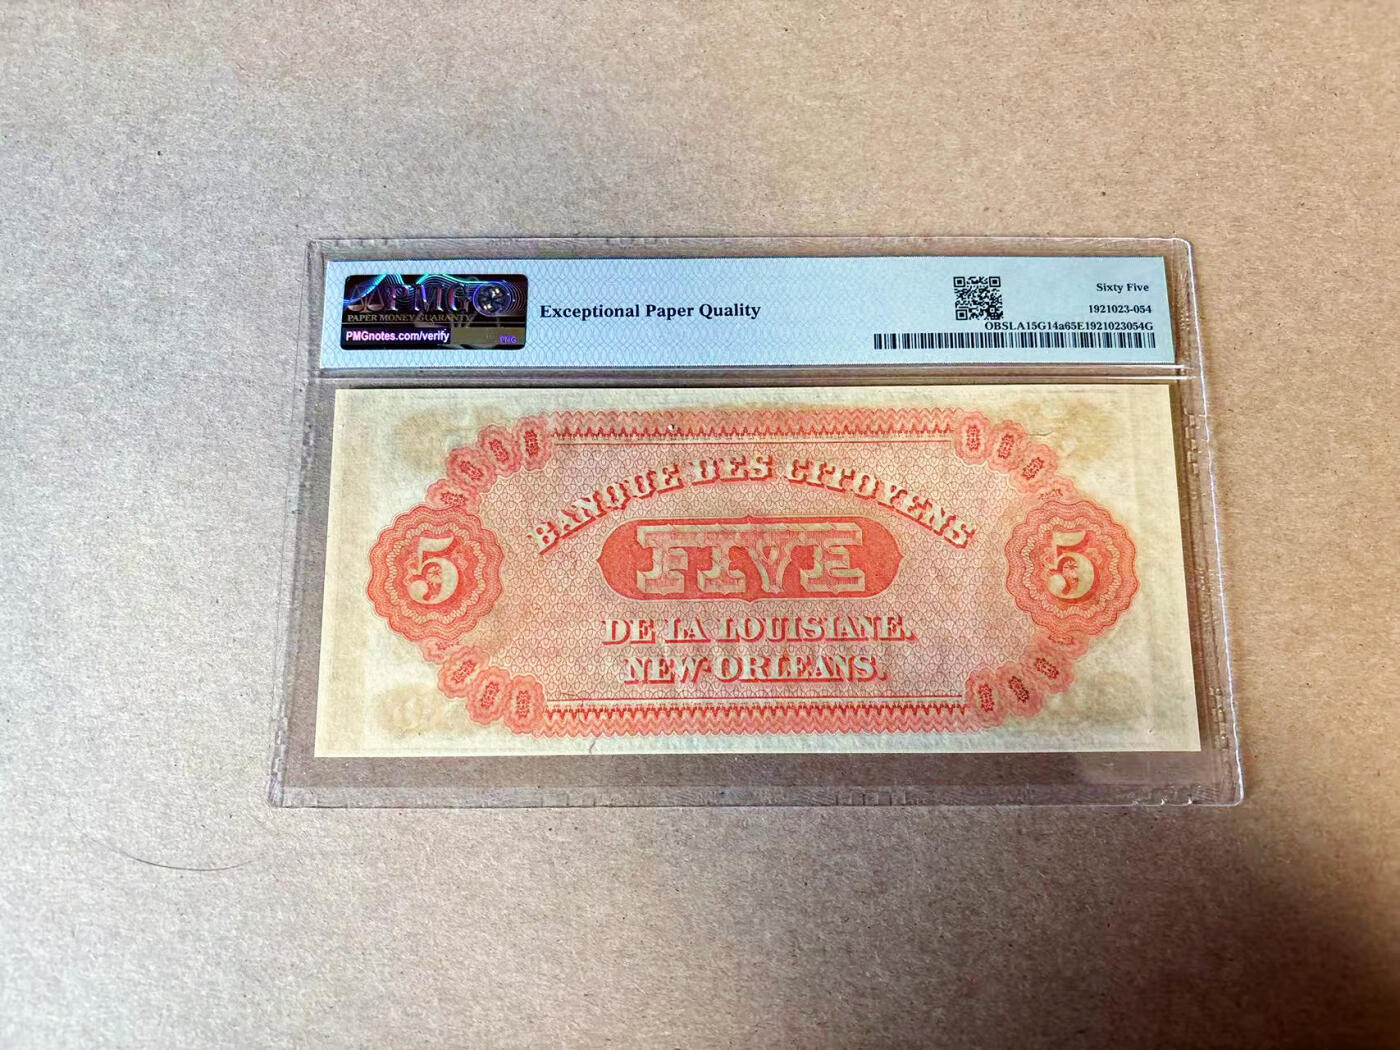 PMG
PAPER MONEY GUARANTY
PMGnotes.com/verify
PNG
Exceptional Paper Quality
Sixty Five
1921023-054
OBSLA15G14a65E1921023054G
BANQUE DES CITOYENS
5 FIVE 5
DE LA LOUISIANE.
NEW-ORLEANS.